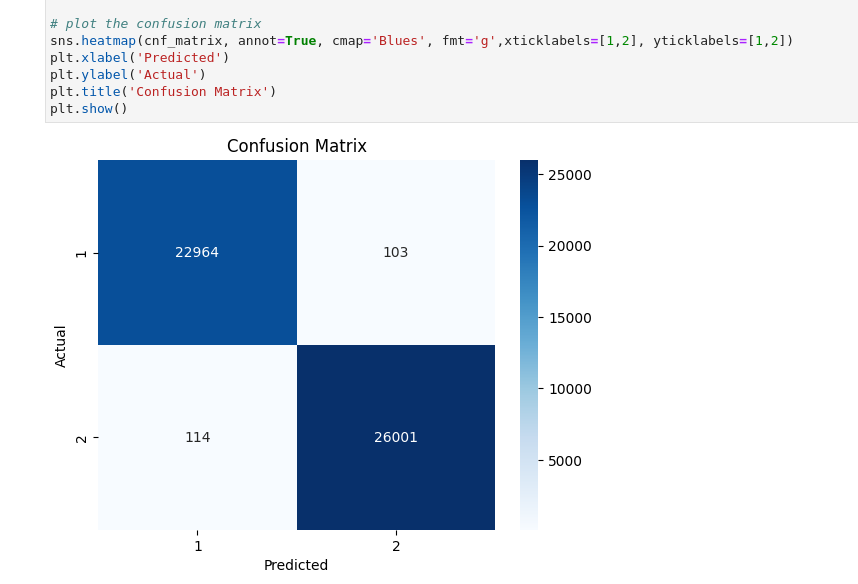 # plot the confusion matrix
sns.heatmap(cnf_matrix, annot=True, cmap='Blues', fmt='g',xticklabels=[1,2], yticklabels=[1,2])
plt.xlabel('Predicted')
plt.ylabel('Actual')
plt.title('Confusion Matrix')
plt.show()
Confusion Matrix
25000
20000
15000
10000
5000
1
22964
103
Actual
2
114
26001
1
2
Predicted